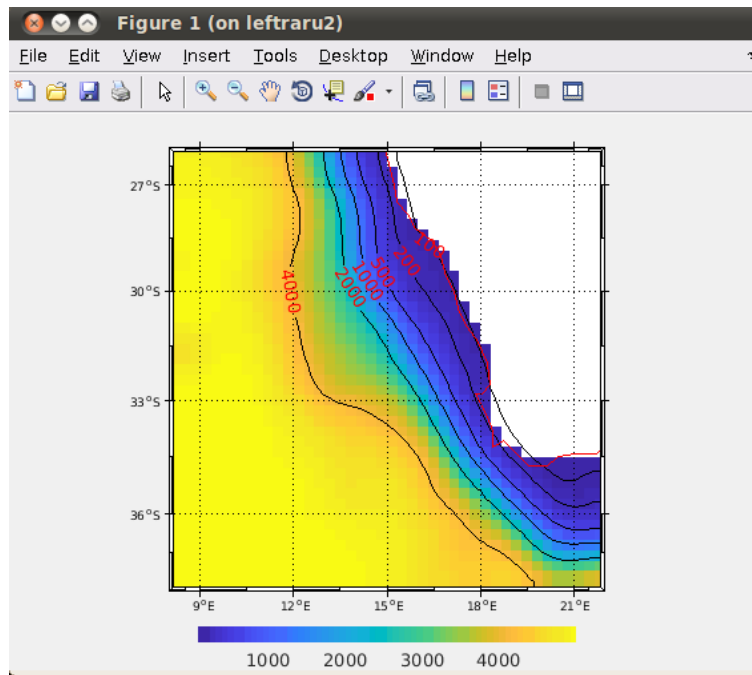 Figure 1 (on leftraru2)
File Edit View Insert Tools Desktop Window Help
27°S
30°S
33°S
36°S
4000
2000
1000
500
200
100
9°E 12°E 15°E 18°E 21°E
1000 2000 3000 4000